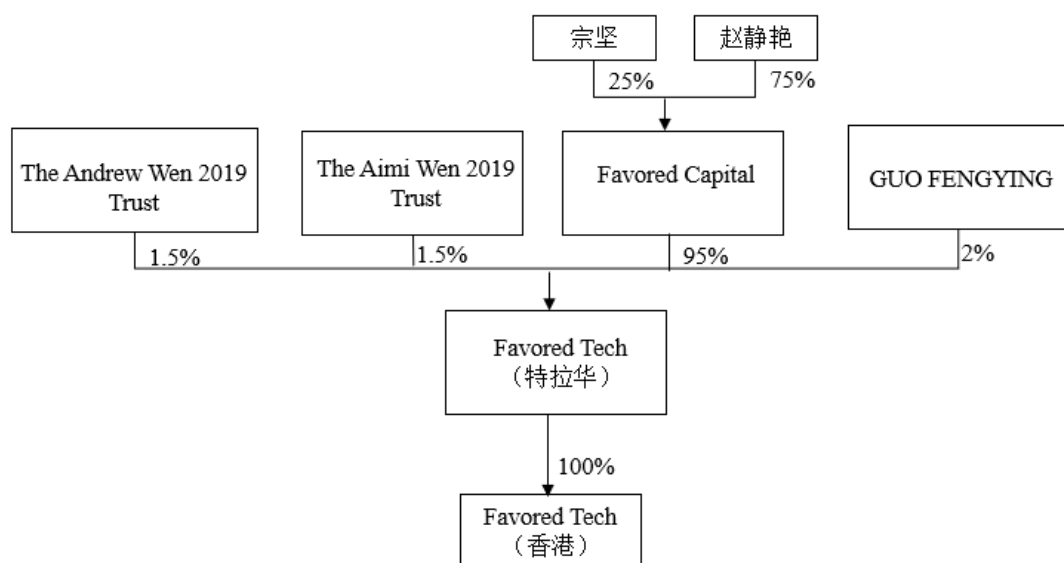 宗坚
赵静艳
25%
75%
The Andrew Wen 2019
Trust
The Aimi Wen 2019
Trust
Favored Capital
GUO FENGYING
1.5%
1.5%
95%
2%
Favored Tech
（特拉华）
100%
Favored Tech
（香港）